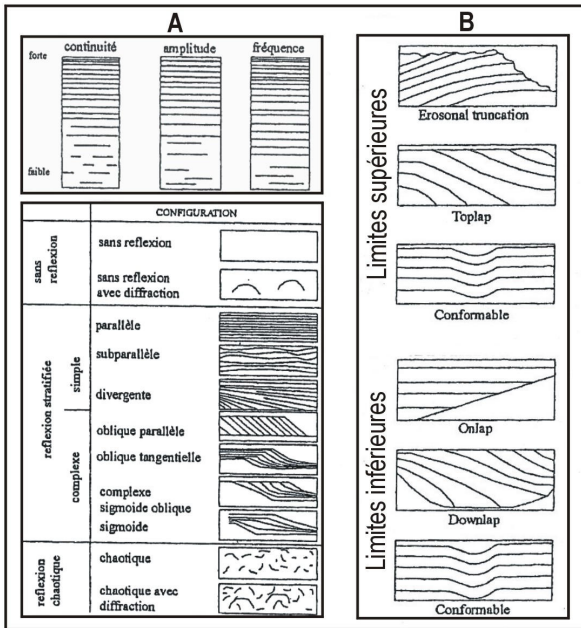 A
continuité
amplitude
fréquence
forte
faible
CONFIGURATION
sans reflexion
sans reflexion
sans reflexion
avec diffraction
reflexion stratifiée
simple
parallèle
subparallèle
divergente
complexe
oblique parallèle
oblique tangentielle
complexe
sigmoide oblique
sigmoide
reflexion
chaotique
chaotique
chaotique avec
diffraction
B
Limites supérieures
Erosonal truncation
Toplap
Conformable
Limites inférieures
Onlap
Downlap
Conformable